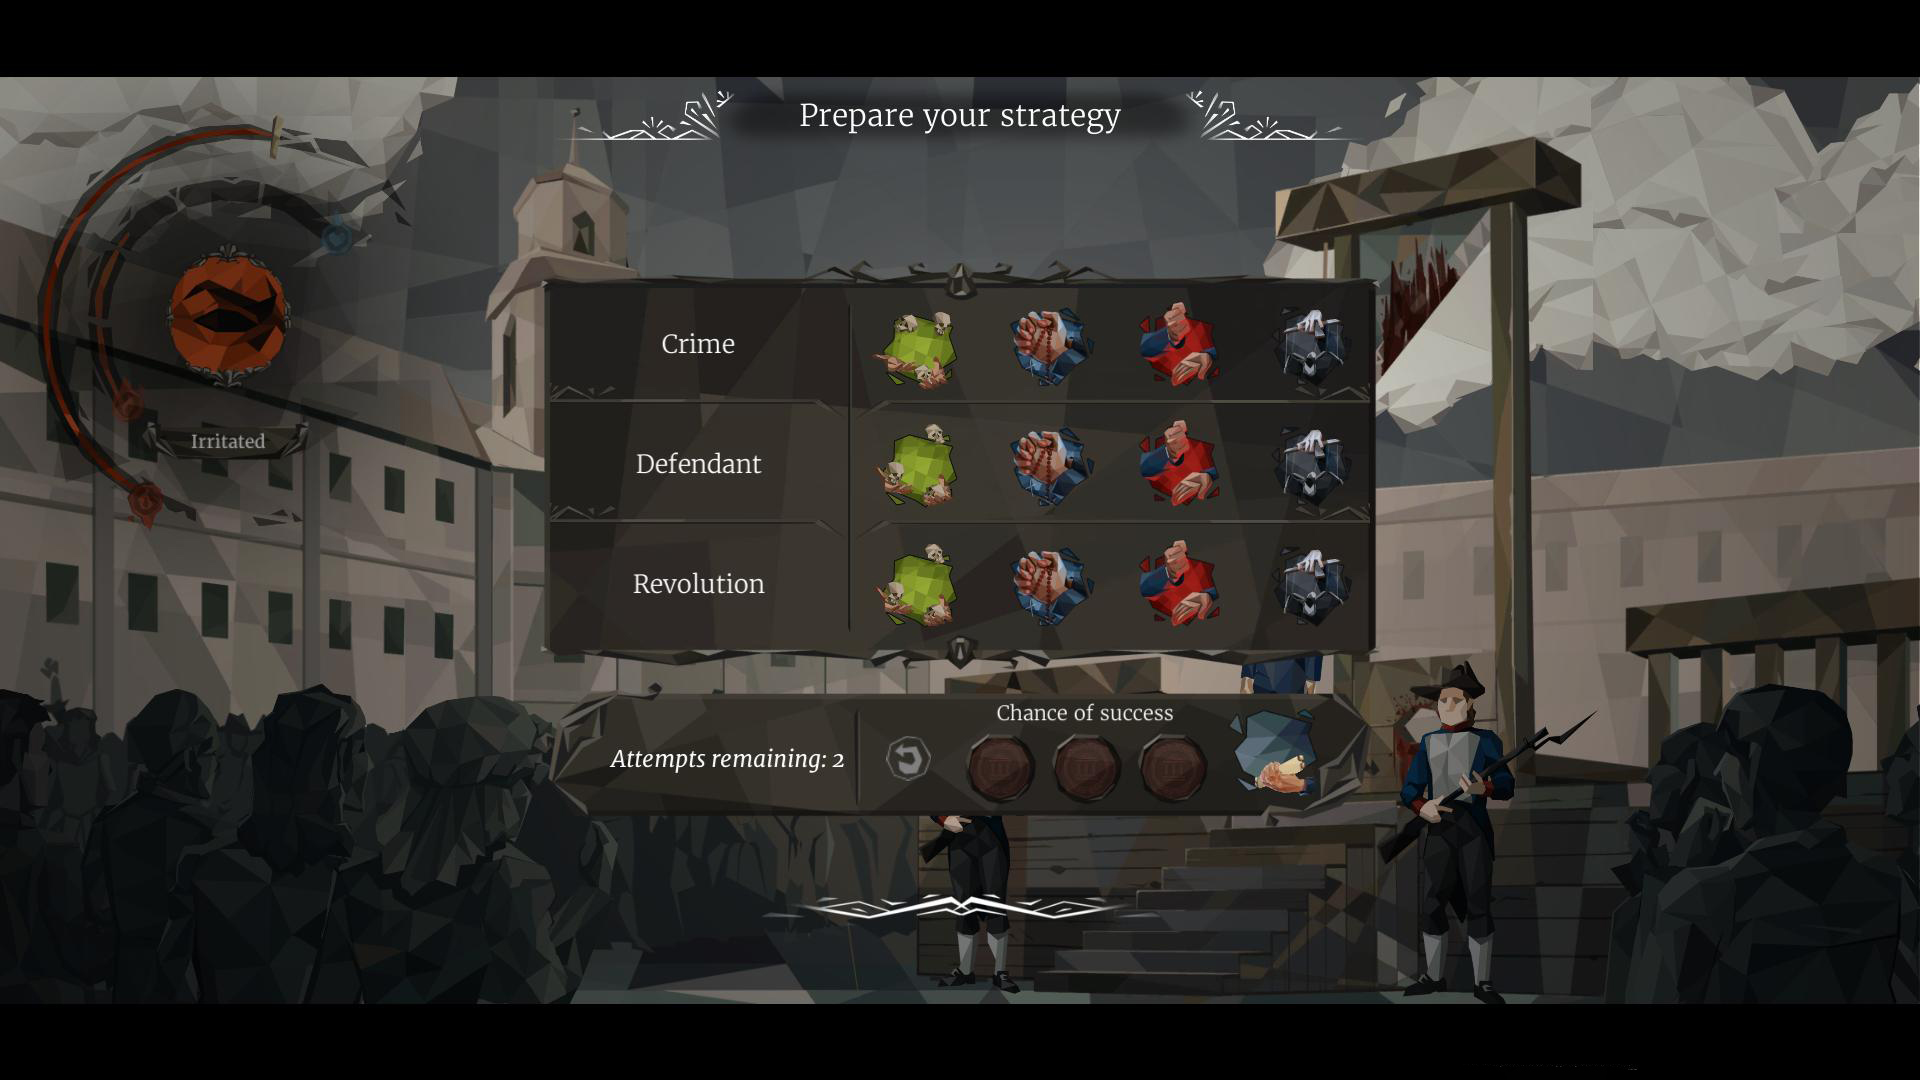 Prepare your strategy
Crime
Irritated
Defendant
Revolution
Chance of success
Attempts remaining: 2